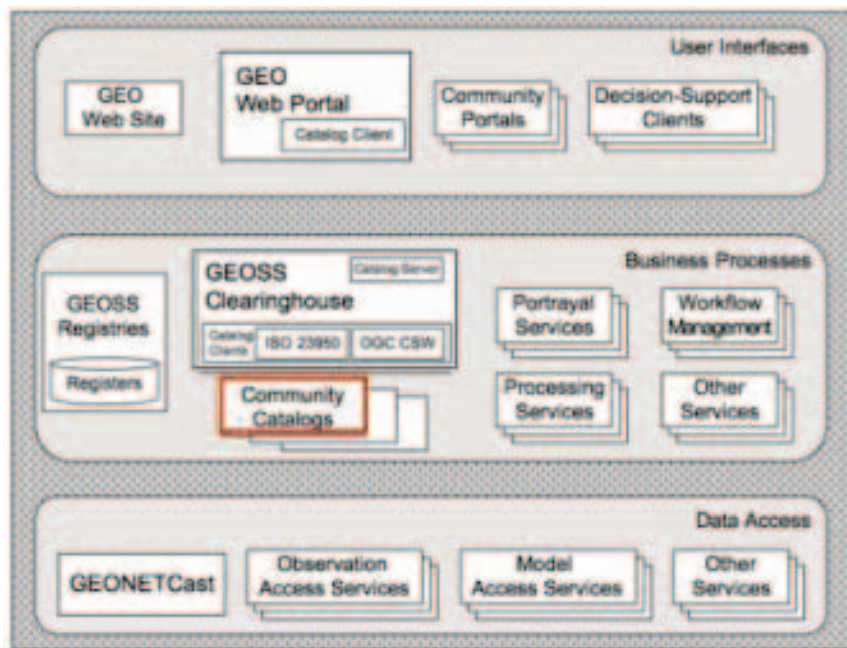 User Interfaces
GEO
Web Site
GEO
Web Portal
Catalog Client
Community
Portals
Decision-Support
Clients
Business Processes
GEOSS
Registries
Registers
GEOSS
Clearinghouse
Catalog Server
Catalog
Clients
ISO 23950
OGC CSW
Community
Catalogs
Portrayal
Services
Workflow
Management
Processing
Services
Other
Services
Data Access
GEONETCast
Observation
Access Services
Model
Access Services
Other
Services